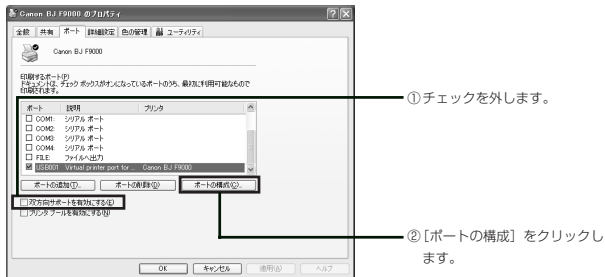 Canon BJ F9000 のプロパティ
全般 共有 ポート 詳細設定 色の管理 ユーティリティ
Canon BJ F9000
印刷するポート(P)
ドキュメントは、チェック ボックスがオンになっているポートのうち、最初に利用可能なもので
印刷されます。
ポート 説明 プリンタ
COM1: シリアル ポート
COM2: シリアル ポート
COM3: シリアル ポート
COM4: シリアル ポート
FILE: ファイルへ出力
USB001 Virtual printer port for ... Canon BJ F9000
ポートの追加(T)... ポートの削除(D) ポートの構成(C)...
双方向サポートを有効にする(E)
プリンタ プールを有効にする(N)
OK キャンセル 適用(A) ヘルプ
①チェックを外します。
②[ポートの構成]をクリックし
ます。